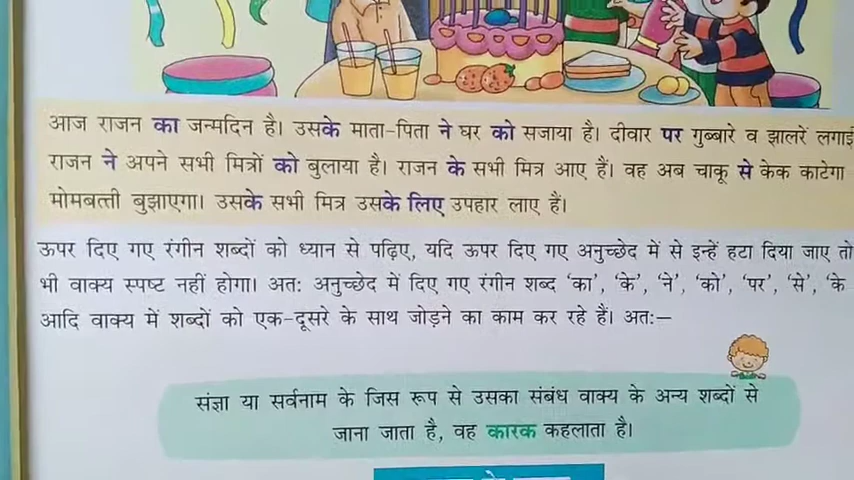 आज राजन का जन्मदिन है। उसके माता-पिता ने घर को सजाया है। दीवार पर गुब्बारे व झालरें लगाई
राजन ने अपने सभी मित्रों को बुलाया है। राजन के सभी मित्र आए हैं। वह अब चाकू से केक काटेगा
मोमबत्ती बुझाएगा। उसके सभी मित्र उसके लिए उपहार लाए हैं।
ऊपर दिए गए रंगीन शब्दों को ध्यान से पढ़िए, यदि ऊपर दिए गए अनुच्छेद में से इन्हें हटा दिया जाए तो
भी वाक्य स्पष्ट नहीं होगा। अतः अनुच्छेद में दिए गए रंगीन शब्द ‘का’, ‘के’, ‘ने’, ‘को’, ‘पर’, ‘से’, ‘के
आदि वाक्य में शब्दों को एक-दूसरे के साथ जोड़ने का काम कर रहे हैं। अतः—
संज्ञा या सर्वनाम के जिस रूप से उसका संबंध वाक्य के अन्य शब्दों से
जाना जाता है, वह कारक कहलाता है।